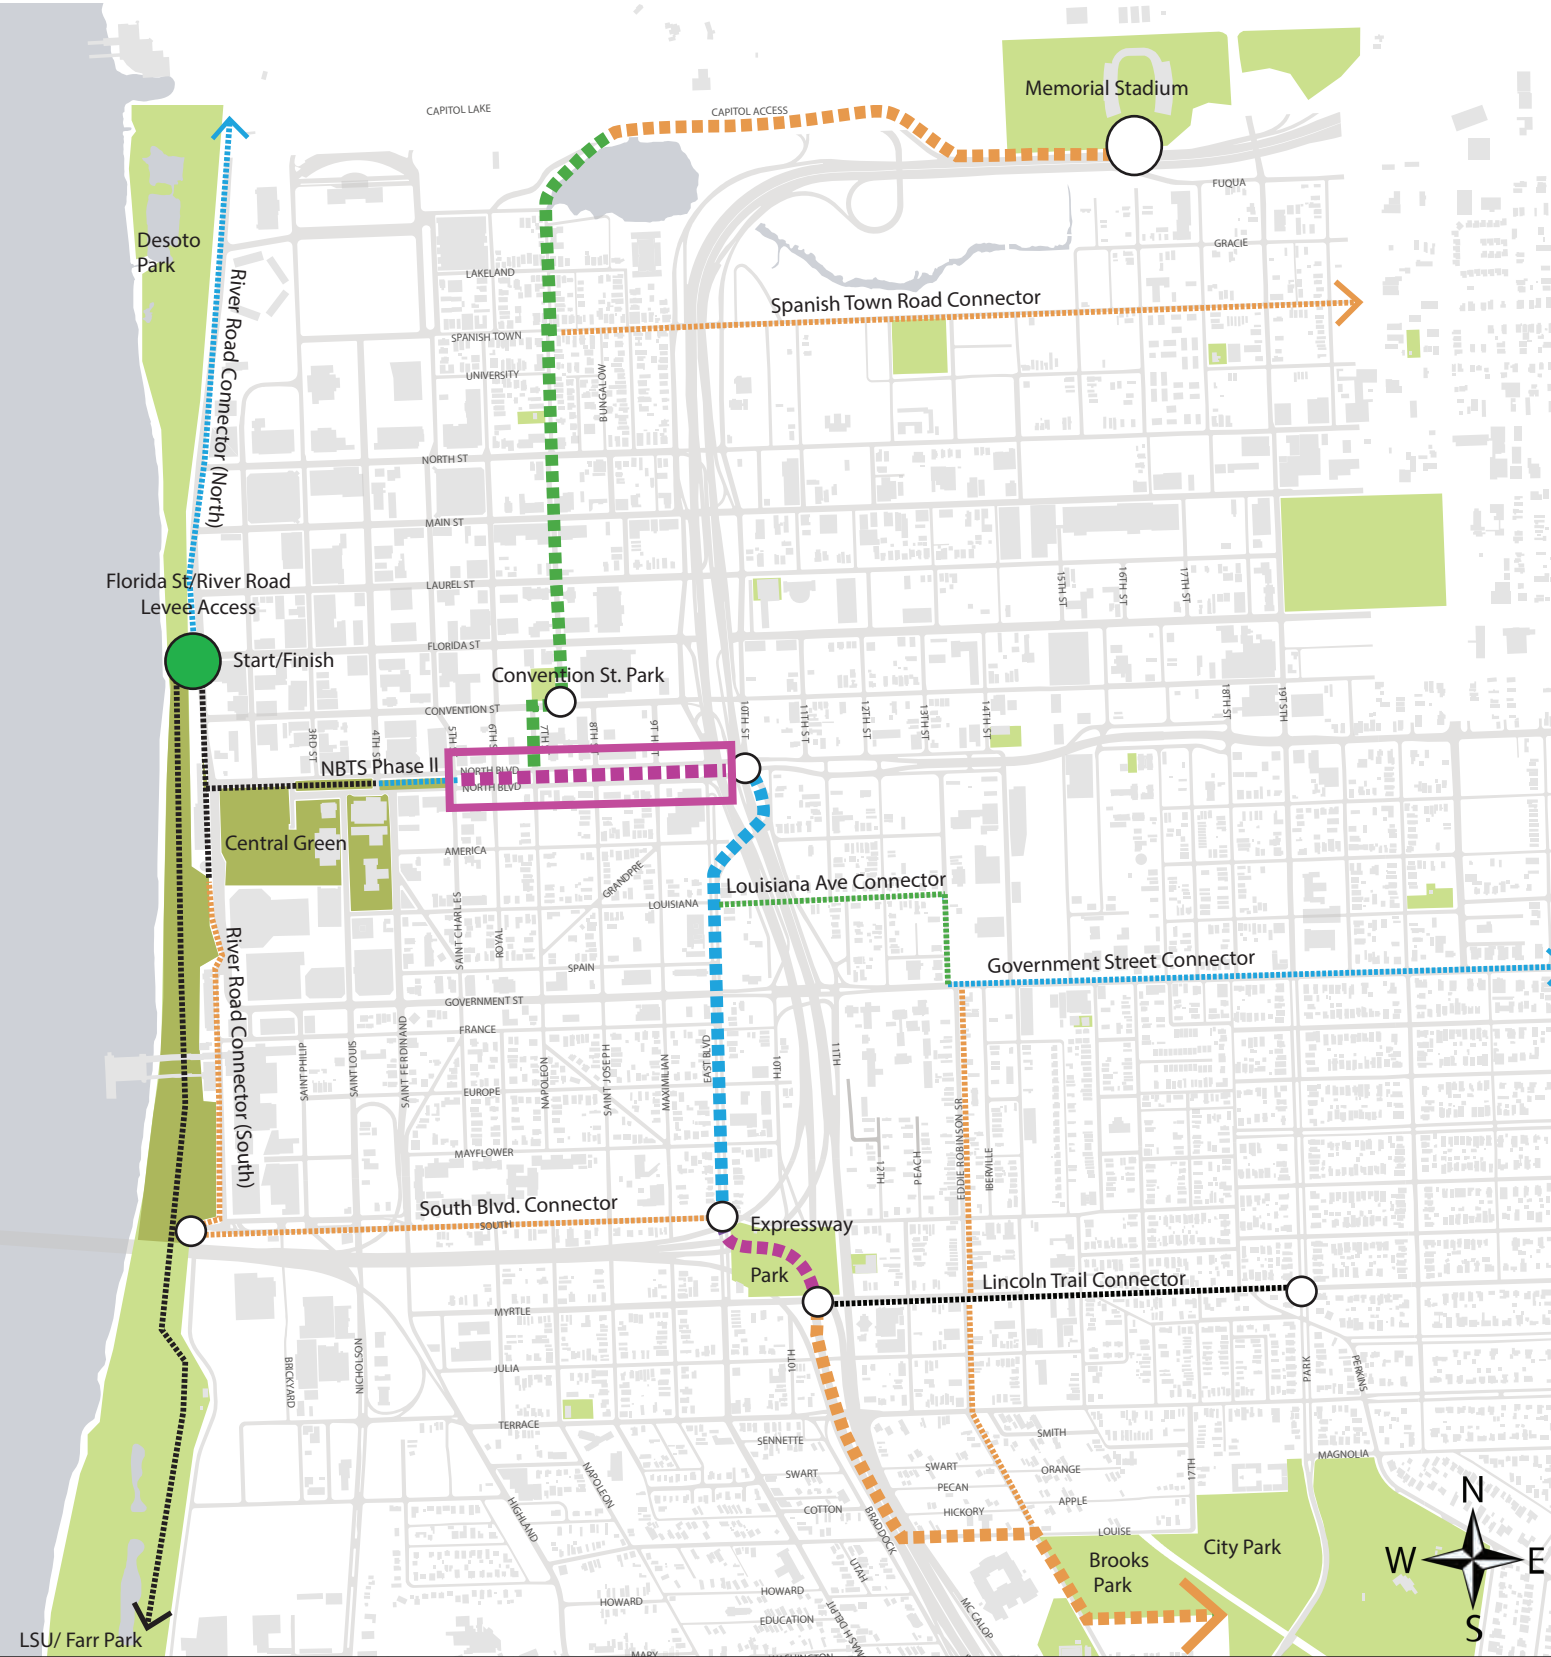 Memorial Stadium
CAPITOL LAKE
CAPITOL ACCESS
FUQUA
Desoto
Park
GRACIE
LAKELAND
River Road Connector (North)
Spanish Town Road Connector
SPANISH TOWN
UNIVERSITY
BUNGALOW
NORTH ST
MAIN ST
Florida St/River Road
Levee Access
LAUREL ST
15TH ST
16TH ST
17TH ST
FLORIDA ST
Start/Finish
Convention St. Park
CONVENTION ST
3RD ST
4TH S
5TH
6TH S
7TH
8TH S
9TH
10TH ST
11TH ST
12TH ST
13TH ST
14TH ST
18TH ST
19TSTH
NBTS Phase II
NORTH BLVD
NORTH BLVD
Central Green
AMERICA
GRANDPRE
Louisiana Ave Connector
LOUISIANA
SAINT CHARLES
ROYAL
SPAIN
River Road Connector (South)
Government Street Connector
GOVERNMENT ST
FRANCE
SAINT PHILIP
SAINT LOUIS
SAINT FERDINAND
EUROPE
NAPOLEON
SAINT JOSEPH
MAXIMILIAN
EAST BLVD
10TH
11TH
MAYFLOWER
12TH
PEACH
EDDIE ROBINSON SR
IBERVILLE
South Blvd. Connector
SOUTH
Expressway
Park
Lincoln Trail Connector
MYRTLE
BRICKYARD
NICHOLSON
JULIA
10TH
PARK
PERKINS
TERRACE
SENNETTE
SMITH
MAGNOLIA
SWART
SWART
ORANGE
17TH
NAPOLEON
PECAN
HIGHLAND
COTTON
BRADDOCK
HICKORY
APPLE
LOUISE
N
W
E
S
City Park
Brooks
Park
UTAH
HOWARD
HOWARD
EDUCATION
MASH DELPIT
MC CALOP
LSU/ Farr Park
MARY